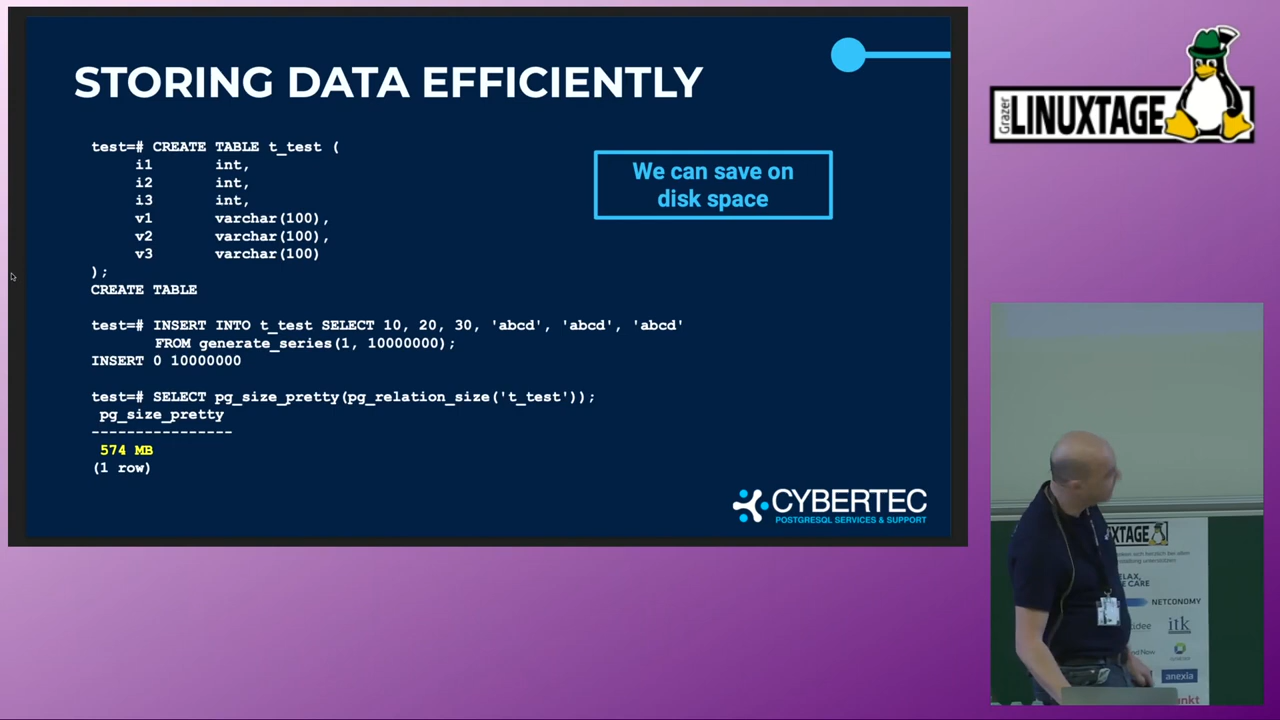 STORING DATA EFFICIENTLY
test=# CREATE TABLE t_test (
i1 int,
i2 int,
i3 int,
v1 varchar(100),
v2 varchar(100),
v3 varchar(100)
);
CREATE TABLE
test=# INSERT INTO t_test SELECT 10, 20, 30, 'abcd', 'abcd', 'abcd'
FROM generate_series(1, 10000000);
INSERT 0 10000000
test=# SELECT pg_size_pretty(pg_relation_size('t_test'));
pg_size_pretty
----------------
574 MB
(1 row)
We can save on
disk space
CYBERTEC
POSTGRESQL SERVICES & SUPPORT
Grazer
LINUXTAGE
XTAGE
NETCONOMY
itk
anexia